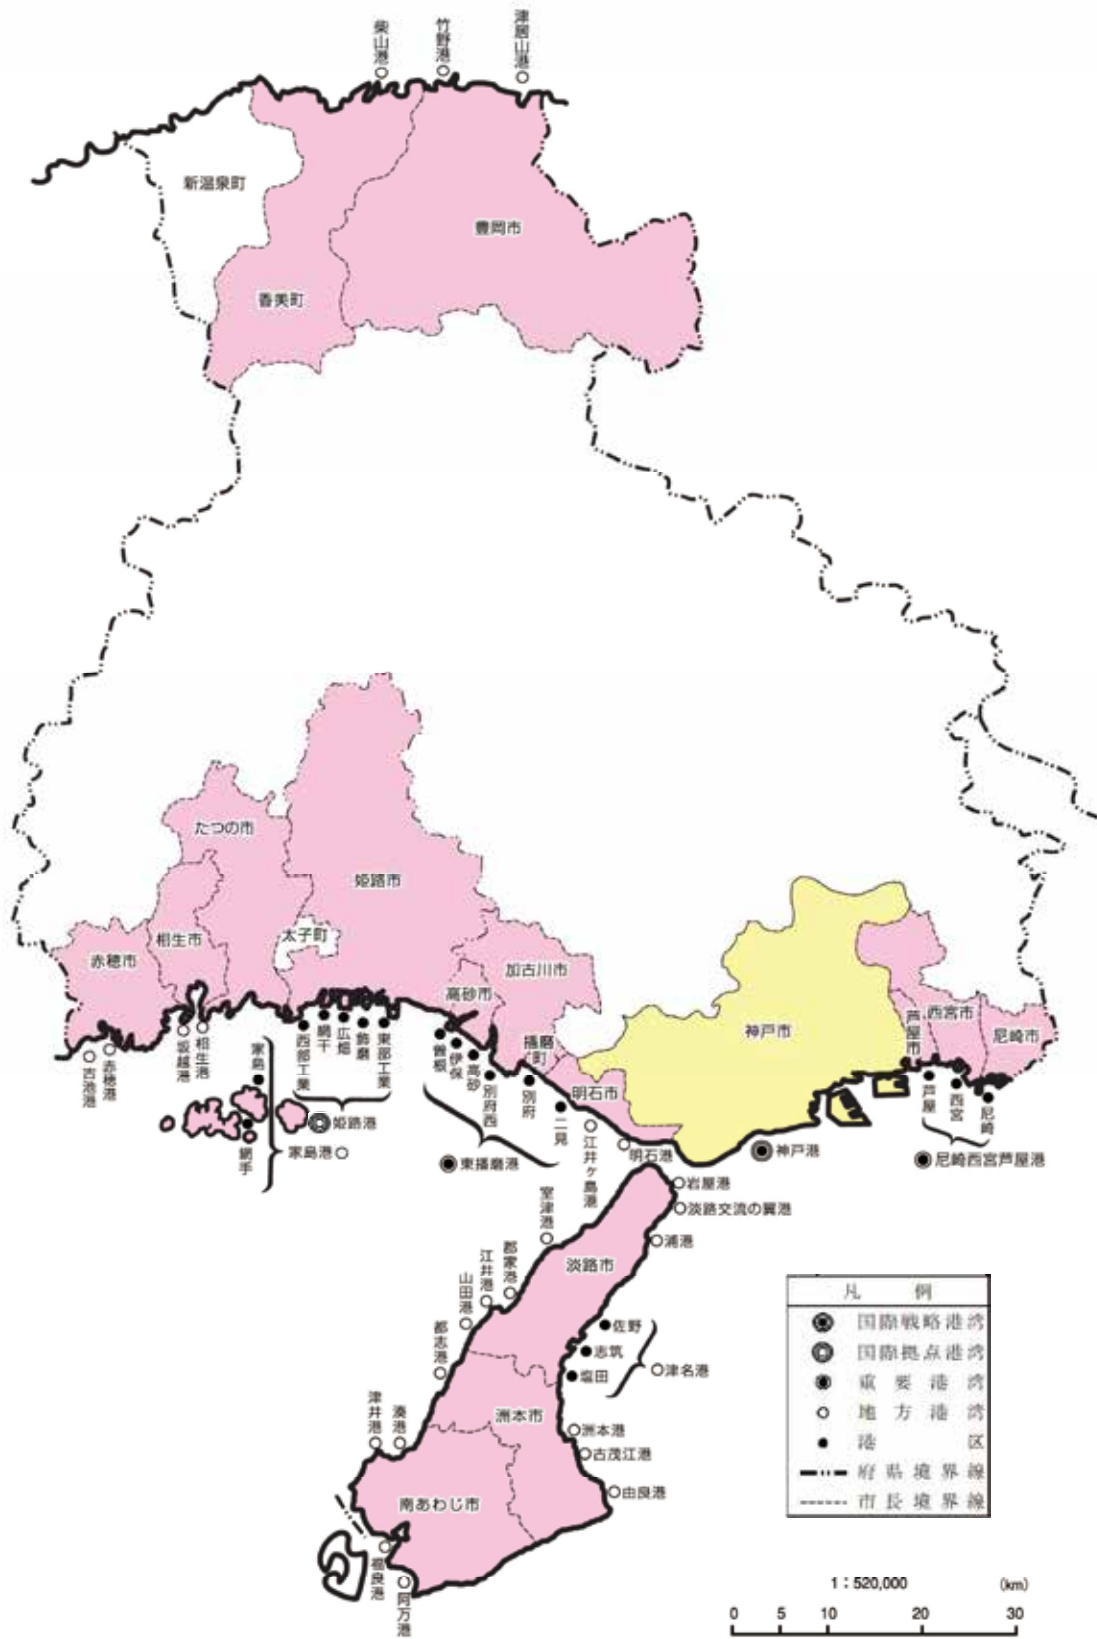 柴山港
竹野港
津居山港
新温泉町
豊岡市
香美町
たつの市
姫路市
相生市
太子町
赤穂市
加古川市
高砂市
神戸市
芦屋市
西宮市
尼崎市
播磨町
明石市
古池港
赤穂港
坂越港
相生港
家島
西部工業
網干
広畑
飾磨
東部工業
曽根
伊保
高砂
別府西
別府
二見
江井ヶ島港
明石港
芦屋
西宮
尼崎
姫路港
網手
家島港
東播磨港
神戸港
尼崎西宮芦屋港
岩屋港
淡路交流の翼港
浦港
室津港
郡家港
江井港
山田港
都志港
淡路市
佐野
志筑
塩田
津名港
津井港
湊港
洲本市
洲本港
古茂江港
由良港
南あわじ市
福良港
阿万港
凡例
国際戦略港湾
国際拠点港湾
重要港湾
地方港湾
港区
府県境界線
市長境界線
1:520,000 (km)
0 5 10 20 30